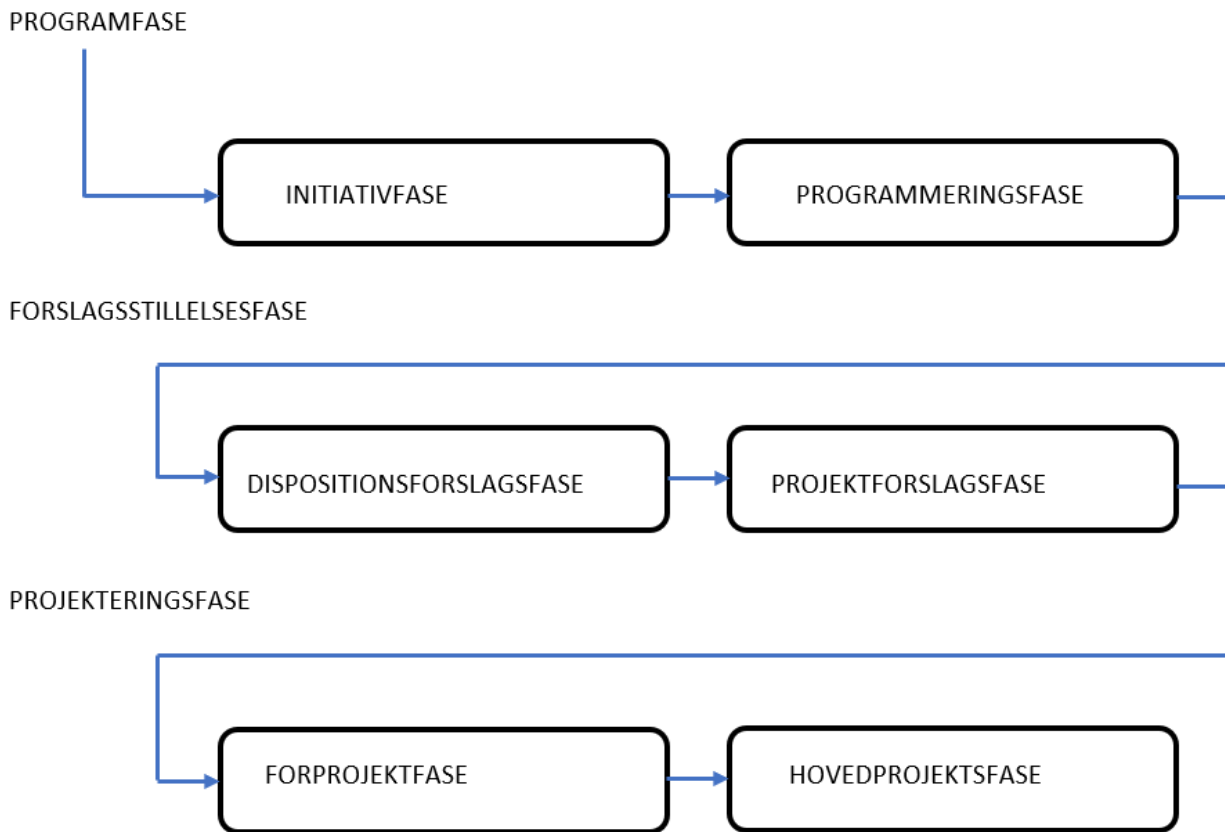 PROGRAMFASE
INITIATIVFASE
PROGRAMMERINGSFASE
FORSLAGSSTILLELSESFASE
DISPOSITIONSFORSLAGSFASE
PROJEKTFORSLAGSFASE
PROJEKTERINGSFASE
FORPROJEKTFASE
HOVEDPROJEKTSFASE